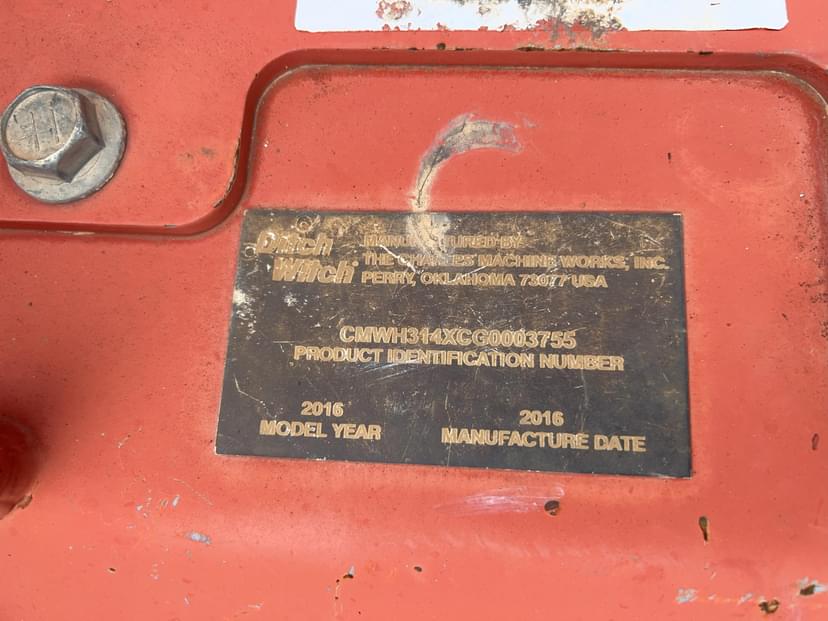 Ditch
Witch
MANUFACTURED BY
THE CHARLES MACHINE WORKS, INC.
PERRY, OKLAHOMA 73077 USA
CMWH314XCG0003755
PRODUCT IDENTIFICATION NUMBER
2016
MODEL YEAR
2016
MANUFACTURE DATE